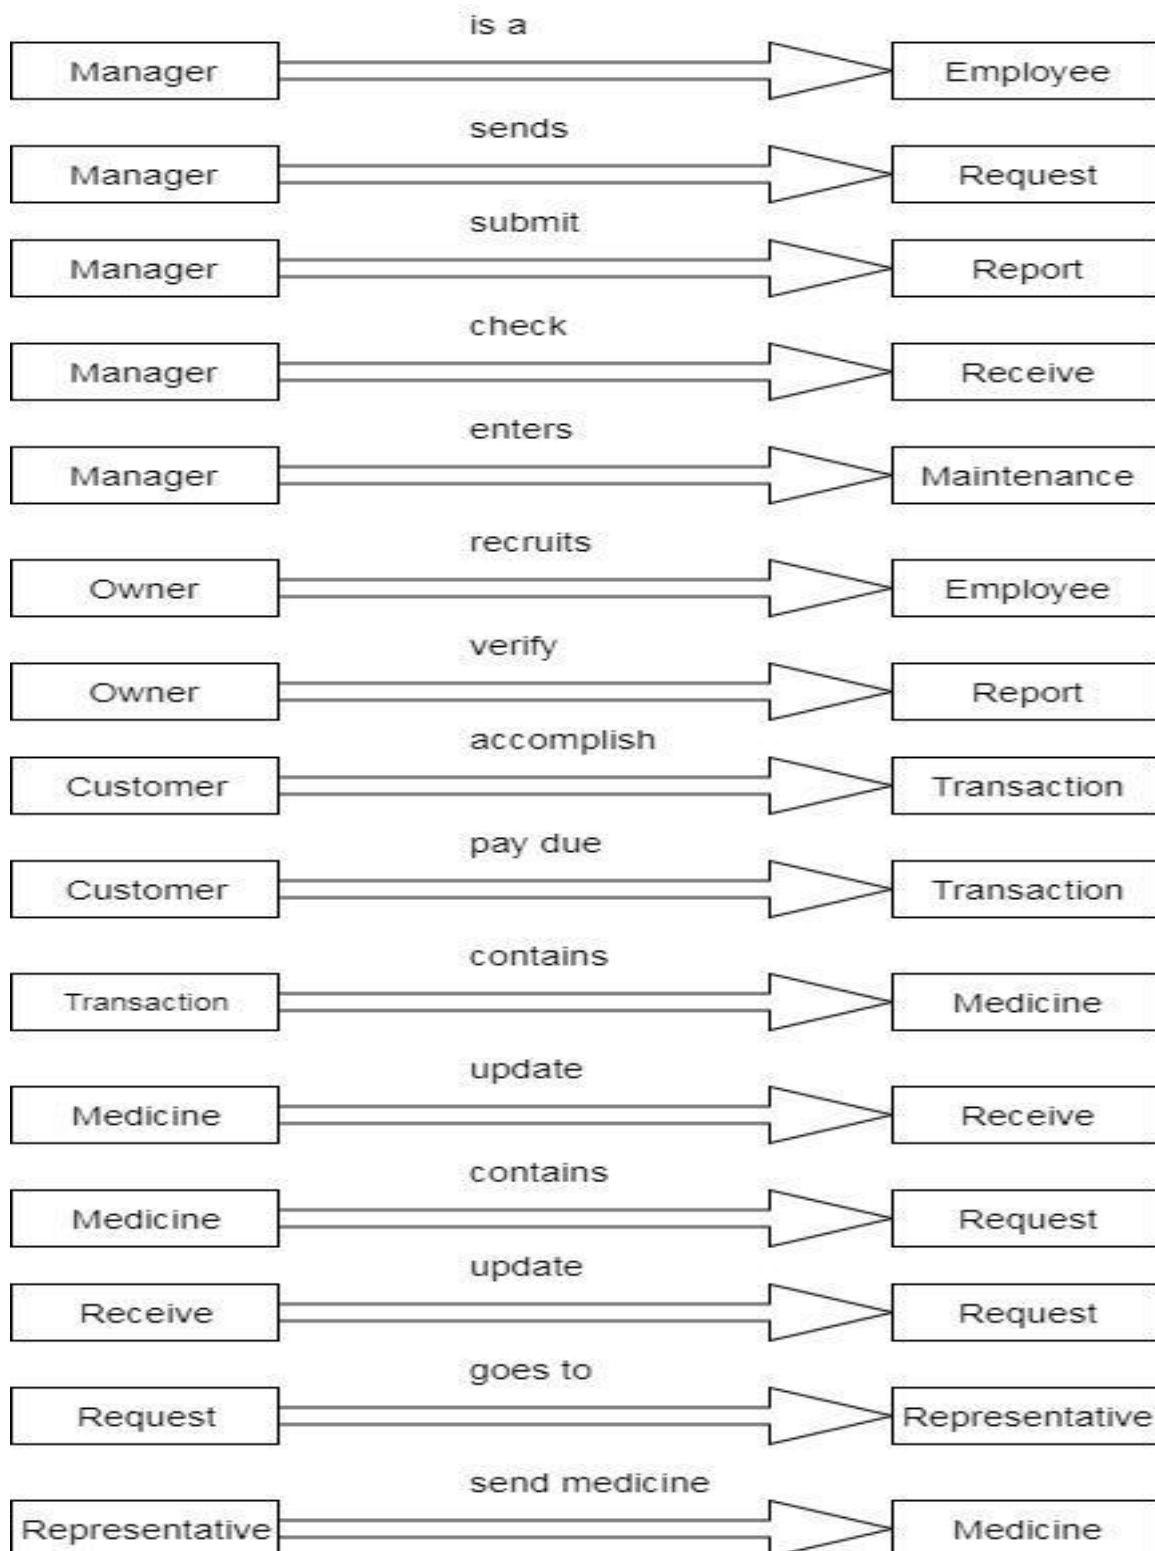 is a
Manager Employee
sends
Manager Request
submit
Manager Report
check
Manager Receive
enters
Manager Maintenance
recruits
Owner Employee
verify
Owner Report
accomplish
Customer Transaction
pay due
Customer Transaction
contains
Transaction Medicine
update
Medicine Receive
contains
Medicine Request
update
Receive Request
goes to
Request Representative
send medicine
Representative Medicine